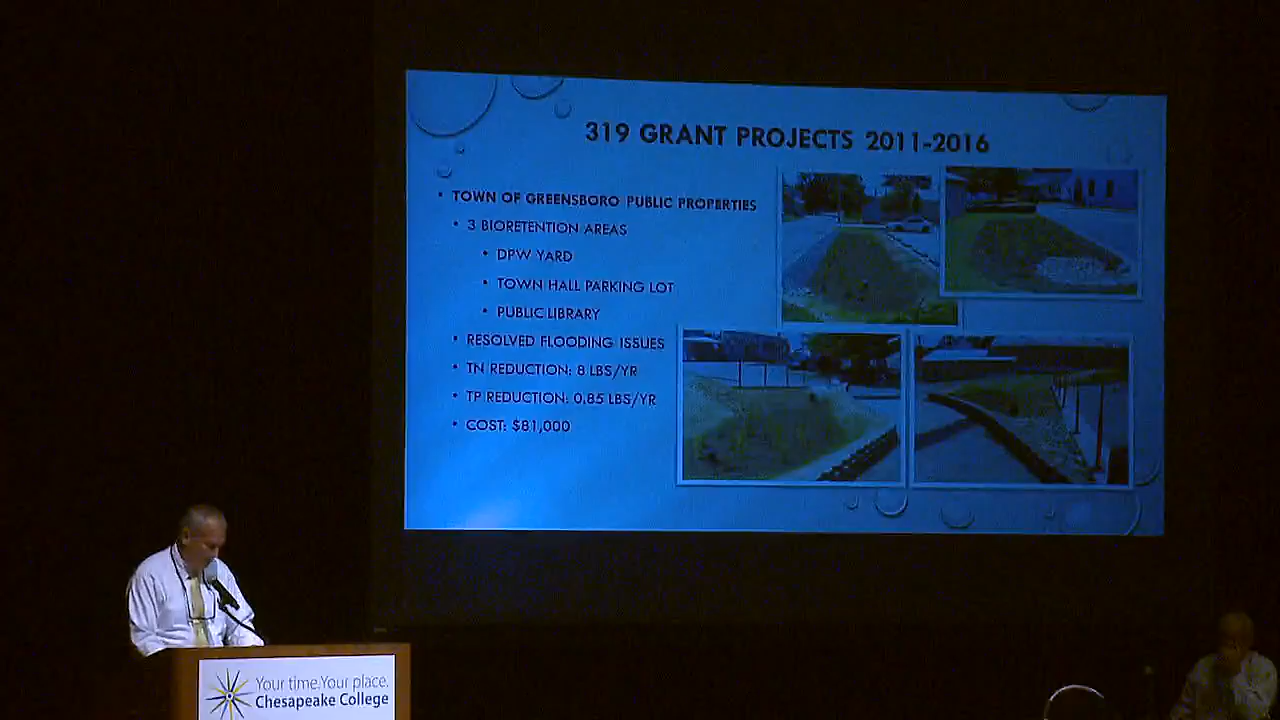 319 GRANT PROJECTS 2011-2016
• TOWN OF GREENSBORO PUBLIC PROPERTIES
• 3 BIORETENTION AREAS
• DPW YARD
• TOWN HALL PARKING LOT
• PUBLIC LIBRARY
• RESOLVED FLOODING ISSUES
• TN REDUCTION: 8 LBS/YR
• TP REDUCTION: 0.85 LBS/YR
• COST: $81,000
Your time. Your place.
Chesapeake College